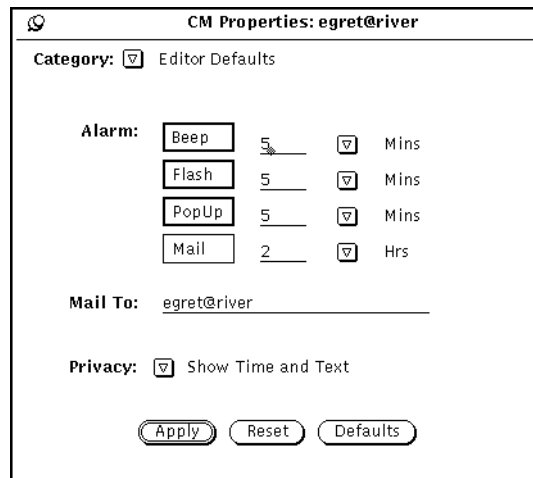 CM Properties: egret@river
Category: Editor Defaults
Alarm: Beep 5 Mins
Flash 5 Mins
PopUp 5 Mins
Mail 2 Hrs
Mail To: egret@river
Privacy: Show Time and Text
Apply Reset Defaults